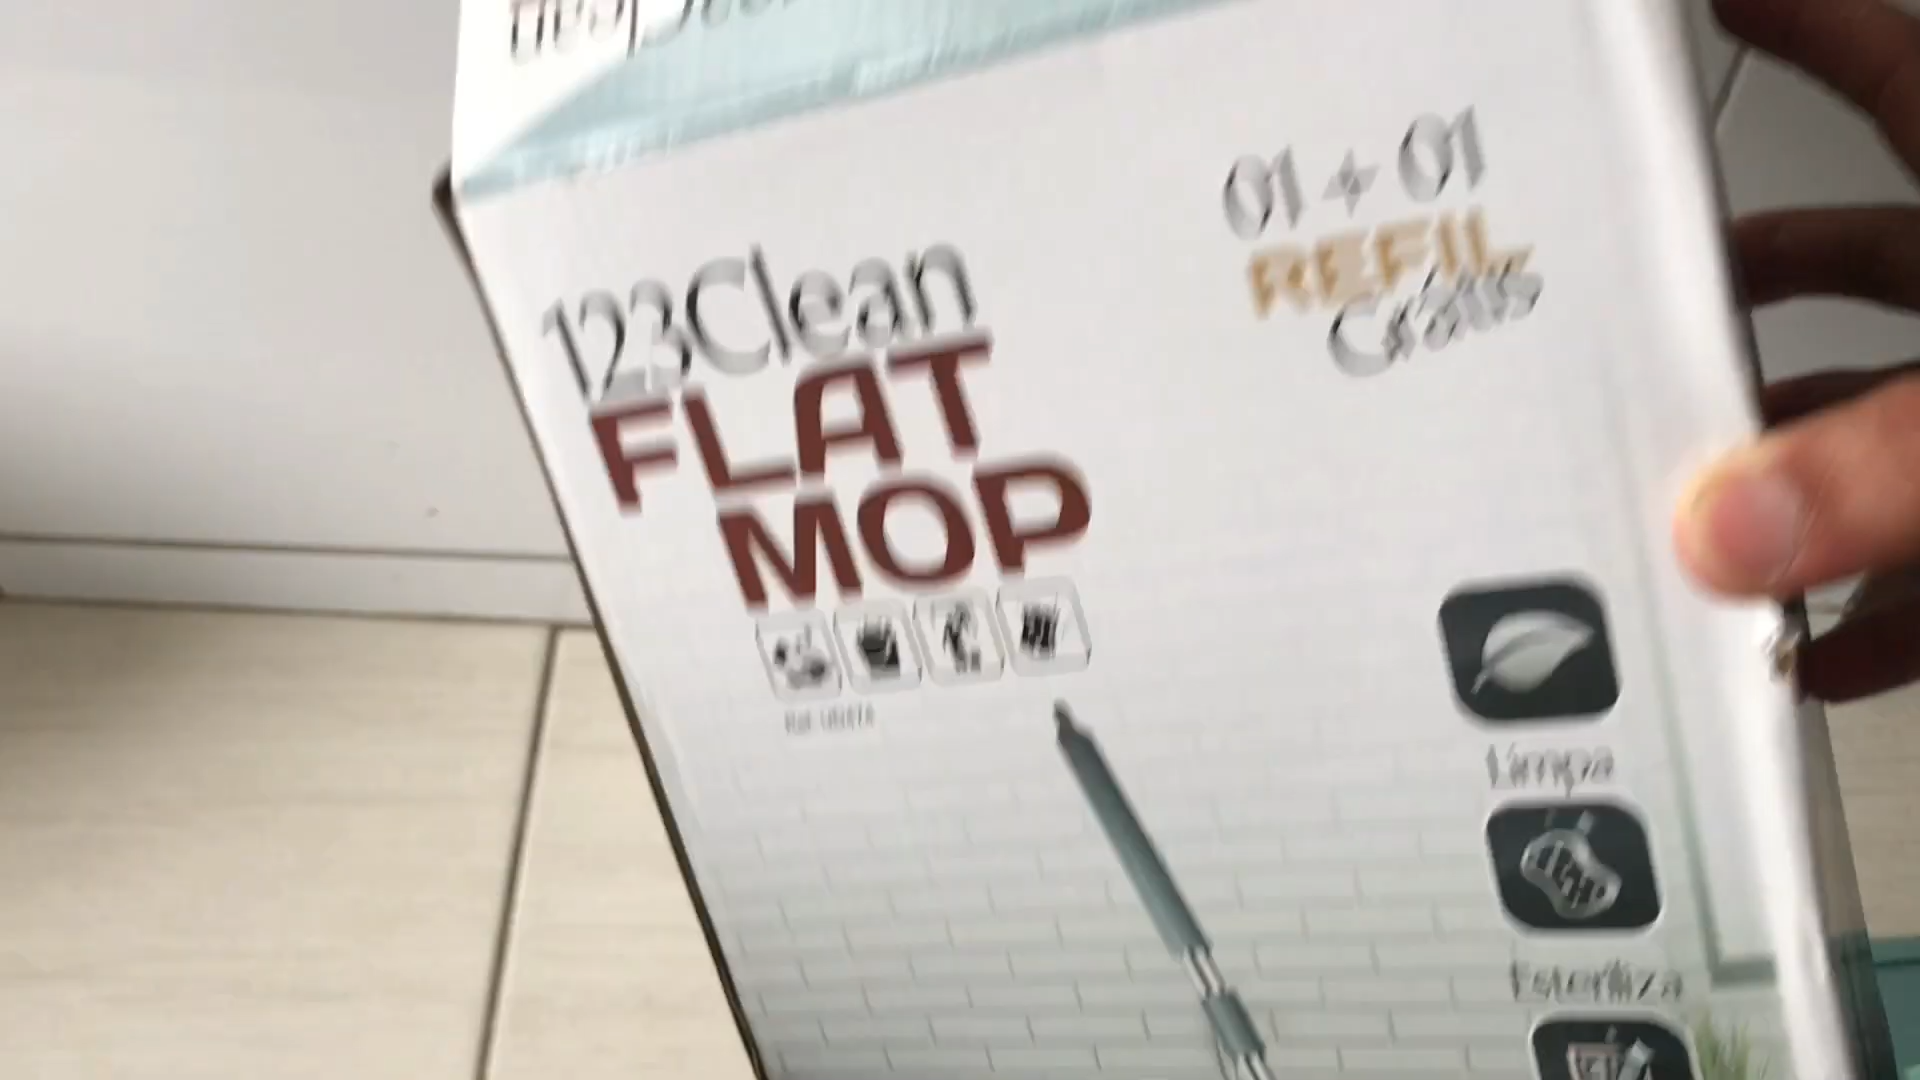 01 + 01
REFIL
Grátis
123Clean
FLAT
MOP
Limpa
Esteriliza